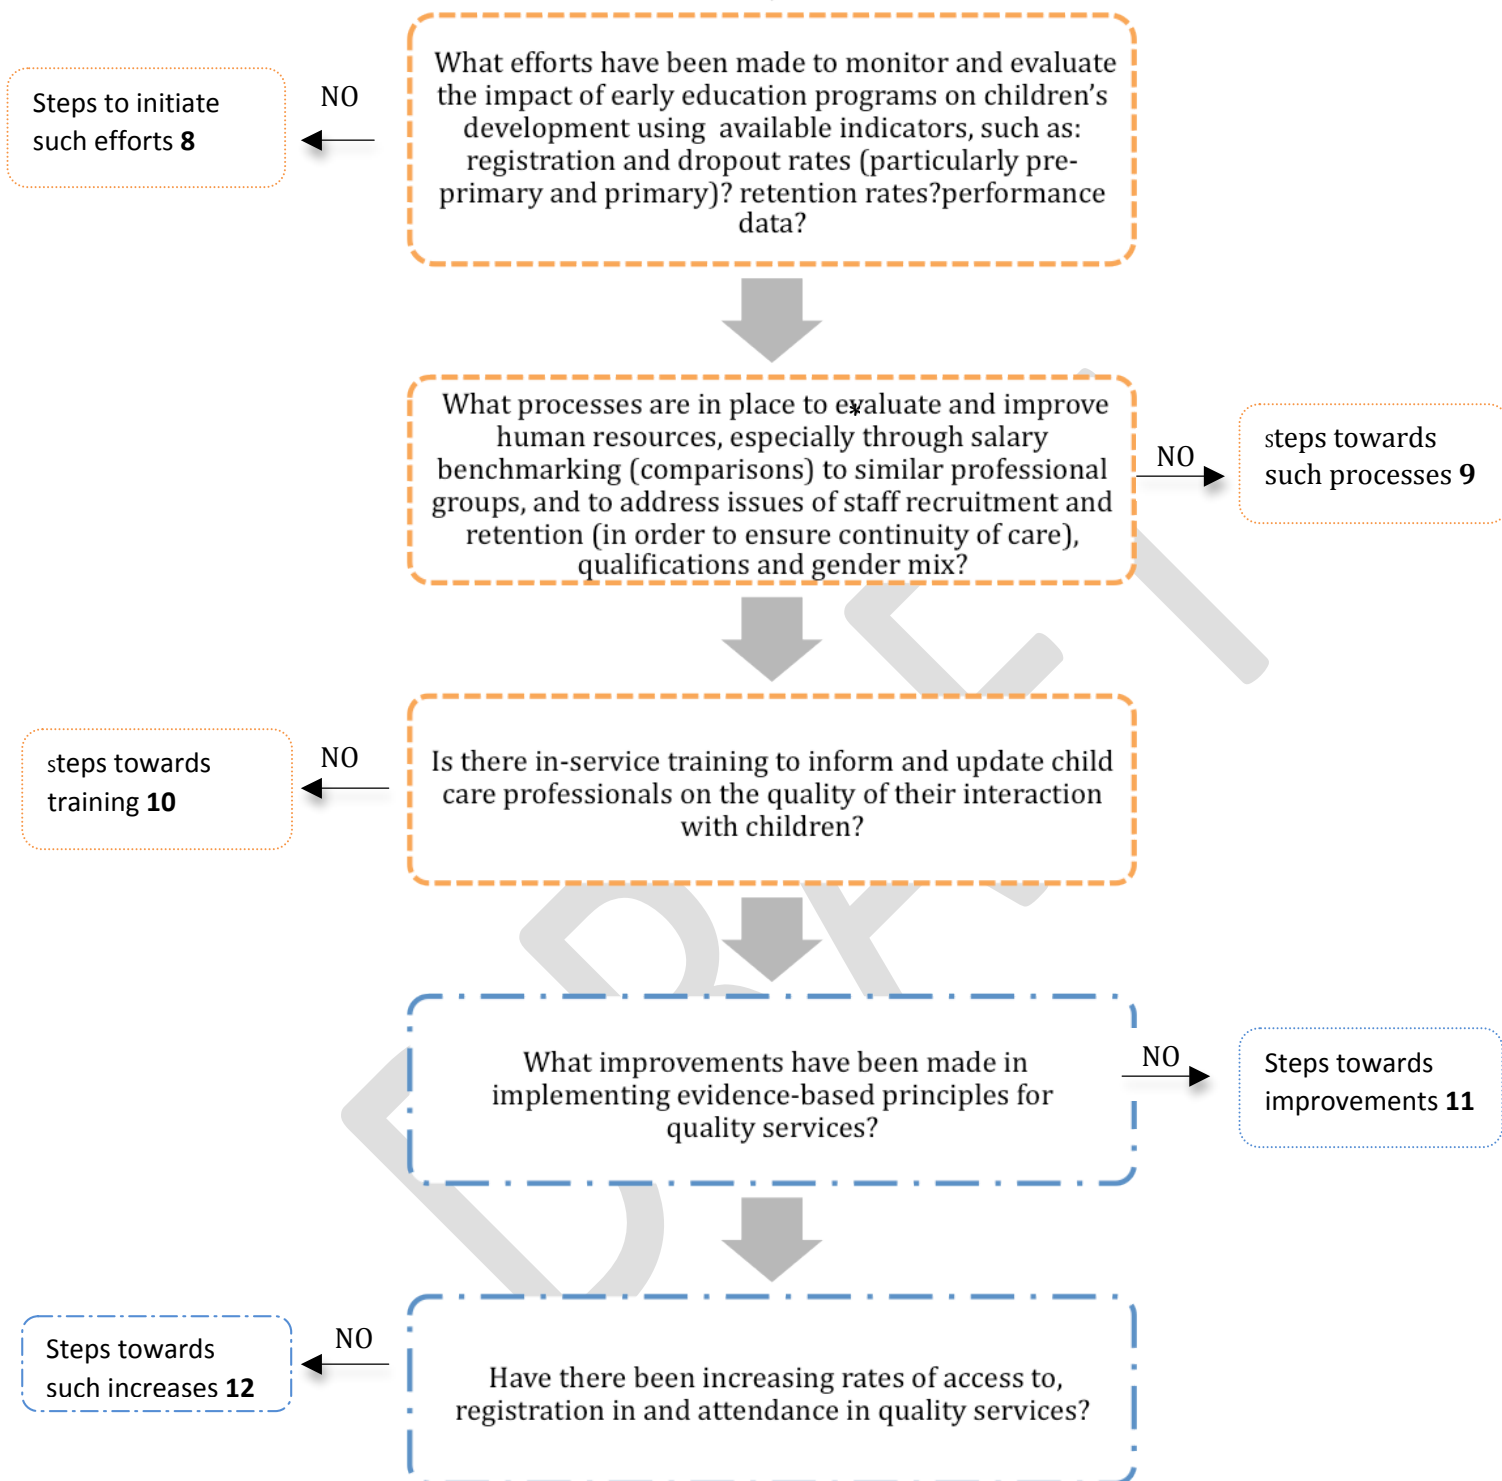 What efforts have been made to monitor and evaluate
the impact of early education programs on children’s
development using available indicators, such as:
registration and dropout rates (particularly pre-
primary and primary)? retention rates?performance
data?
NO
Steps to initiate
such efforts 8
What processes are in place to evaluate and improve
human resources, especially through salary
benchmarking (comparisons) to similar professional
groups, and to address issues of staff recruitment and
retention (in order to ensure continuity of care),
qualifications and gender mix?
*
NO
steps towards
such processes 9
Is there in-service training to inform and update child
care professionals on the quality of their interaction
with children?
NO
steps towards
training 10
What improvements have been made in
implementing evidence-based principles for
quality services?
NO
Steps towards
improvements 11
Have there been increasing rates of access to,
registration in and attendance in quality services?
NO
Steps towards
such increases 12
DRAFT